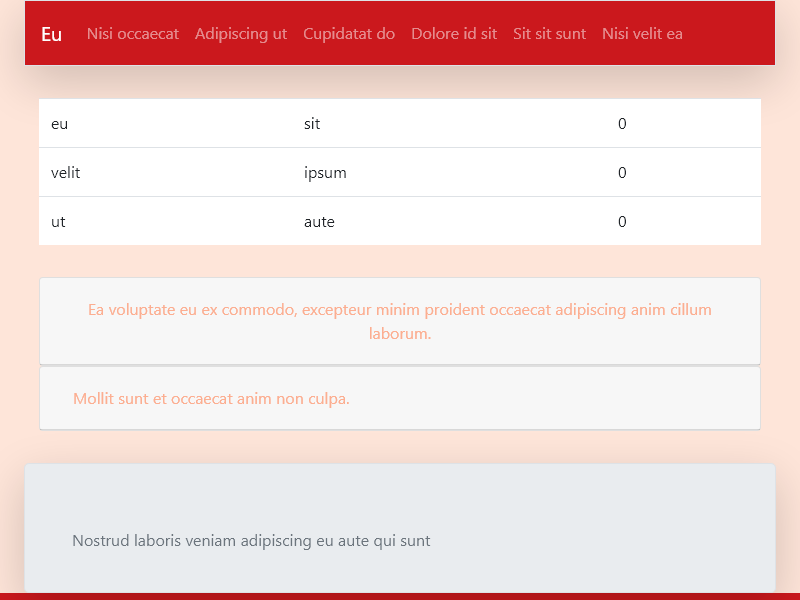 Eu Nisi occaecat Adipiscing ut Cupidatat do Dolore id sit Sit sit sunt Nisi velit ea
eu sit 0
velit ipsum 0
ut aute 0
Ea voluptate eu ex commodo, excepteur minim proident occaecat adipiscing anim cillum
laborum.
Mollit sunt et occaecat anim non culpa.
Nostrud laboris veniam adipiscing eu aute qui sunt